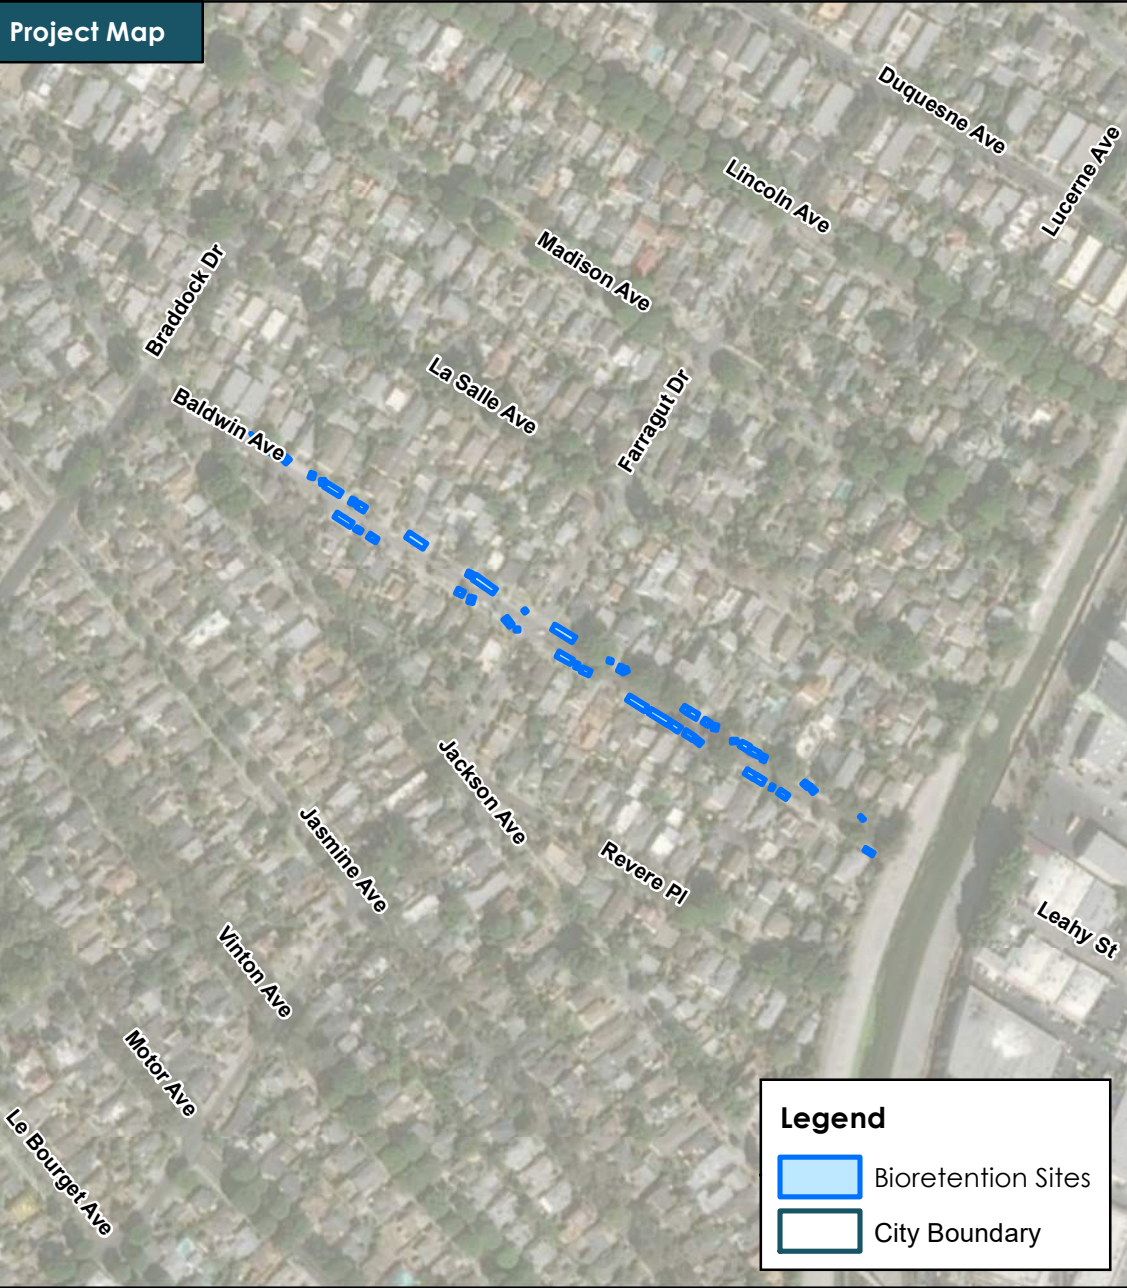 Project Map
Duquesne Ave
Lucerne Ave
Lincoln Ave
Madison Ave
Braddock Dr
La Salle Ave
Farragut Dr
Baldwin Ave
Jackson Ave
Jasmine Ave
Revere Pl
Leahy St
Vinton Ave
Motor Ave
Le Bourget Ave
Legend
Bioretention Sites
City Boundary